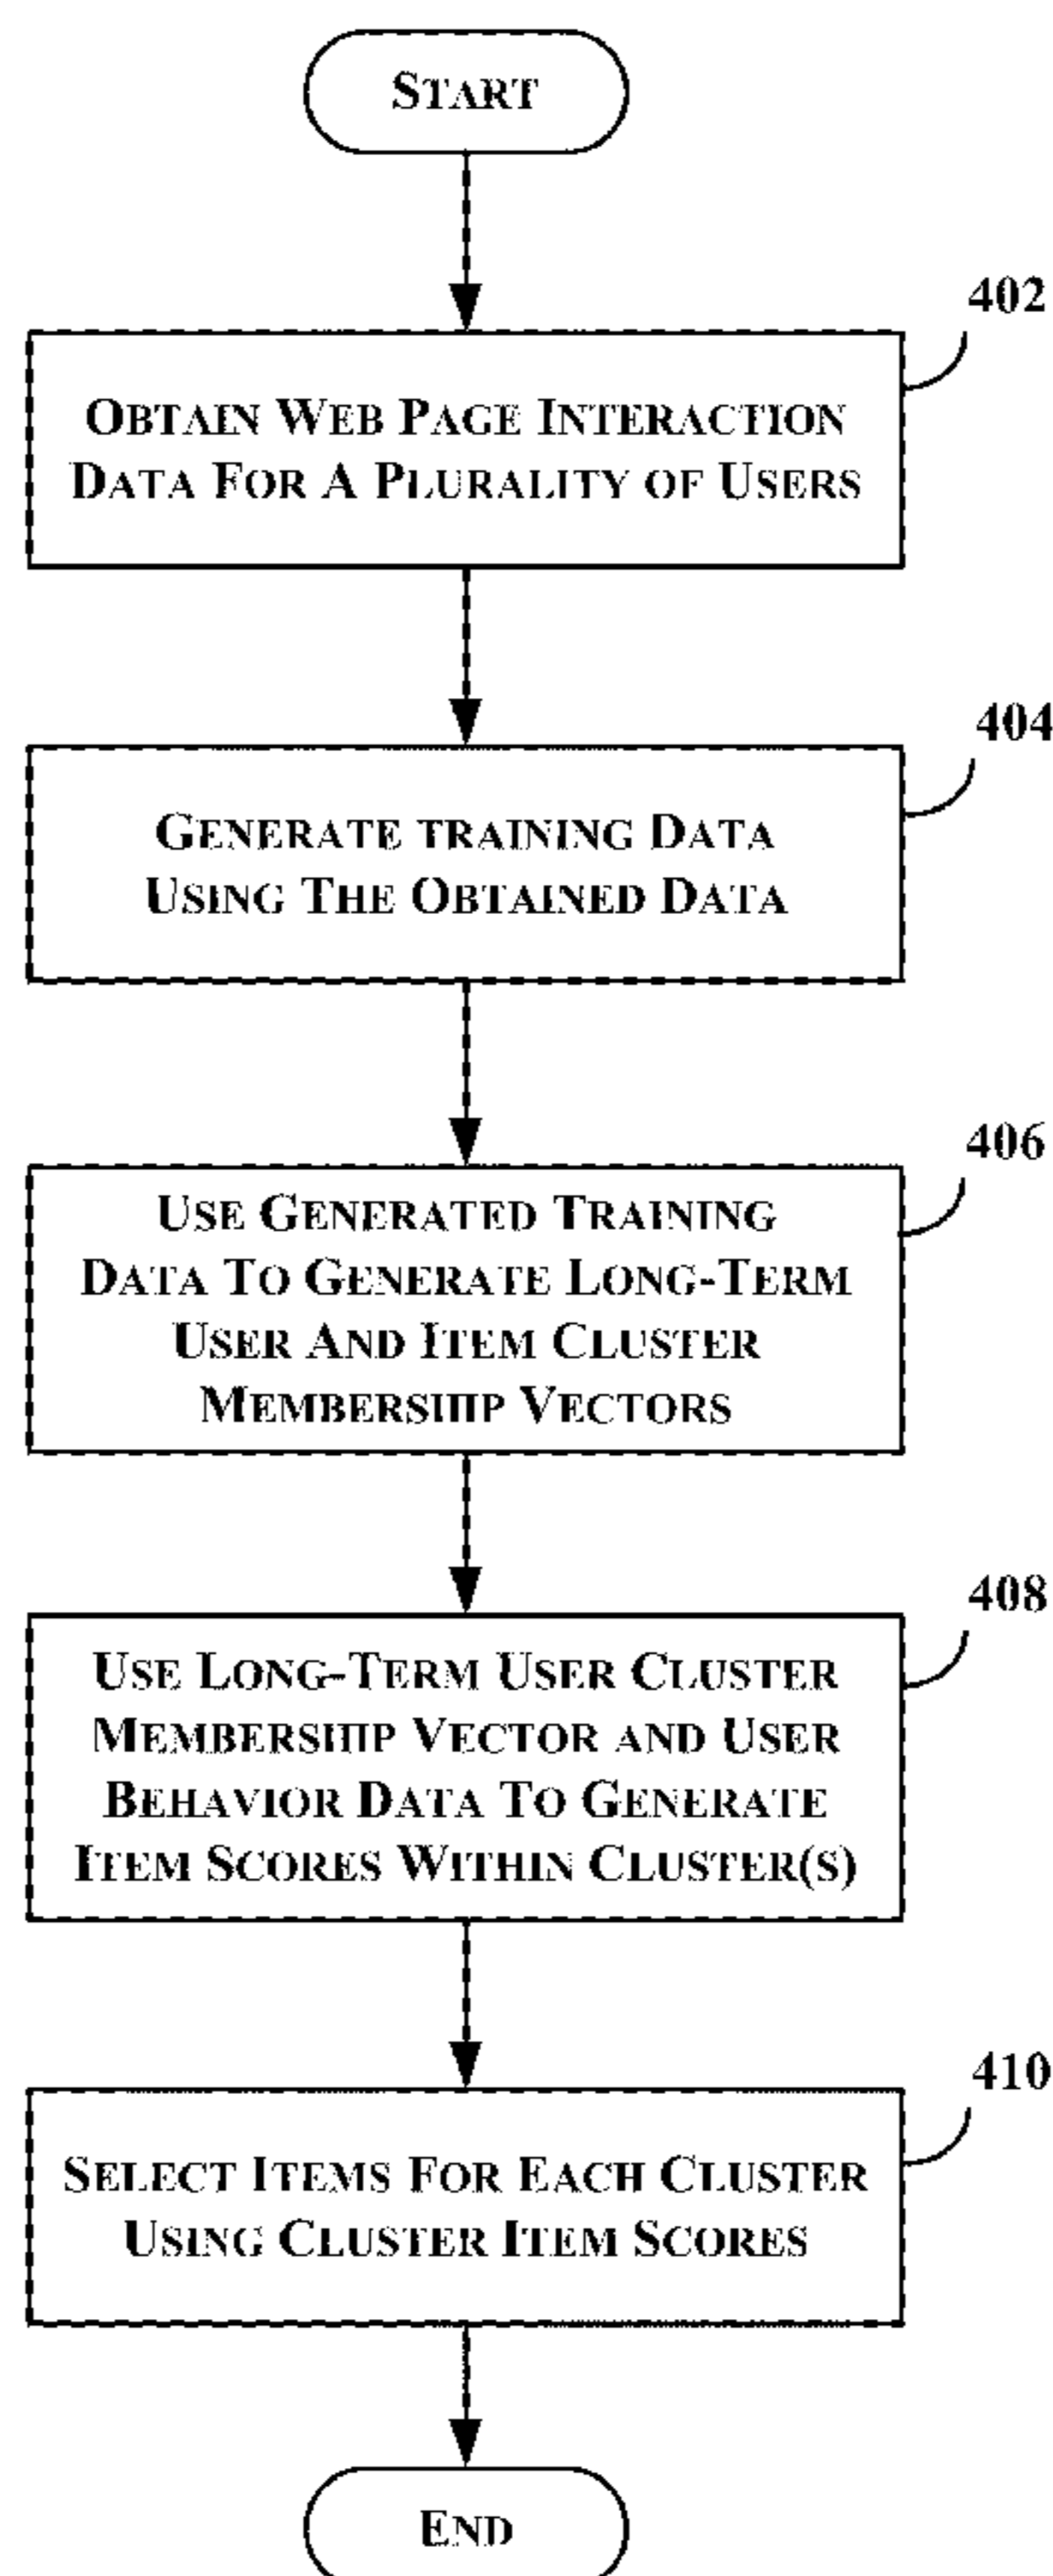 START
402
OBTAIN WEB PAGE INTERACTION
DATA FOR A PLURALITY OF USERS
404
GENERATE TRAINING DATA
USING THE OBTAINED DATA
406
USE GENERATED TRAINING
DATA TO GENERATE LONG-TERM
USER AND ITEM CLUSTER
MEMBERSHIP VECTORS
408
USE LONG-TERM USER CLUSTER
MEMBERSHIP VECTOR AND USER
BEHAVIOR DATA TO GENERATE
ITEM SCORES WITHIN CLUSTER(S)
410
SELECT ITEMS FOR EACH CLUSTER
USING CLUSTER ITEM SCORES
END